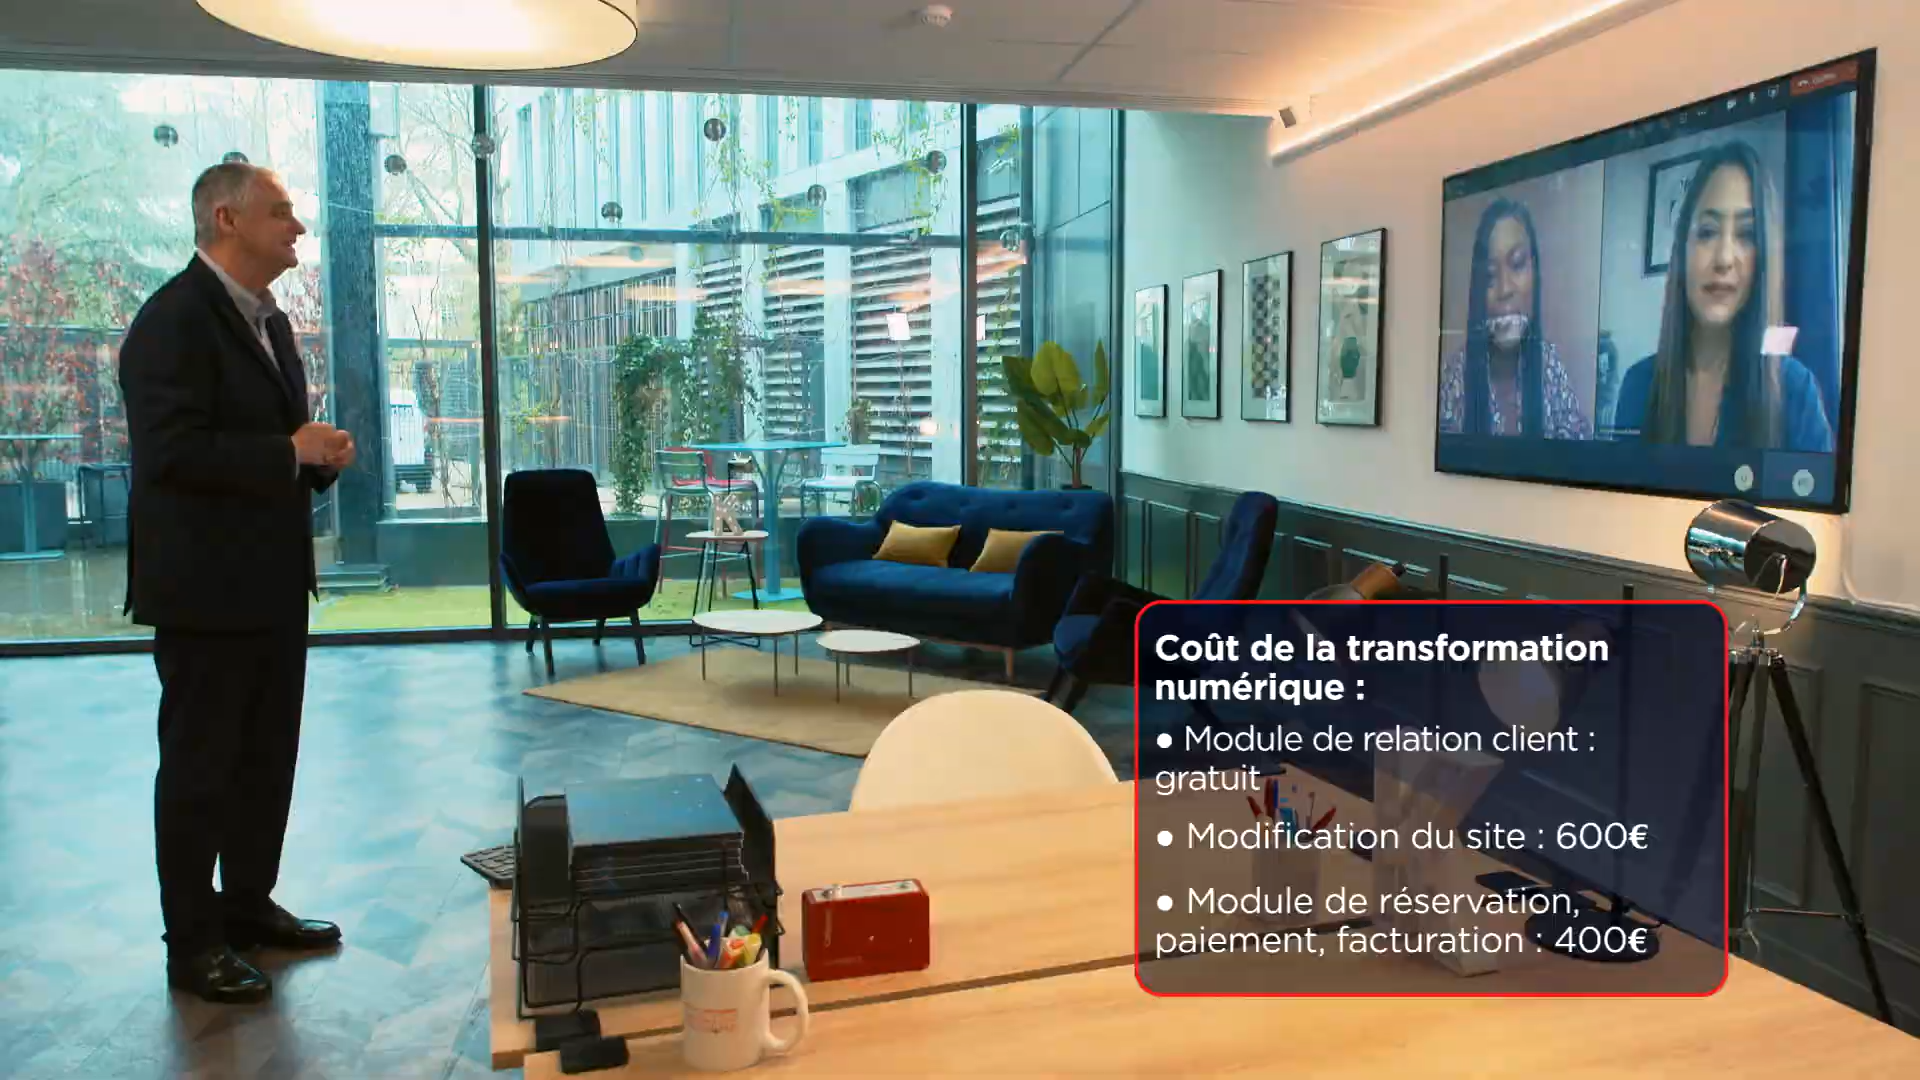 K
Coût de la transformation
numérique :
● Module de relation client :
gratuit
● Modification du site : 600€
● Module de réservation,
paiement, facturation : 400€